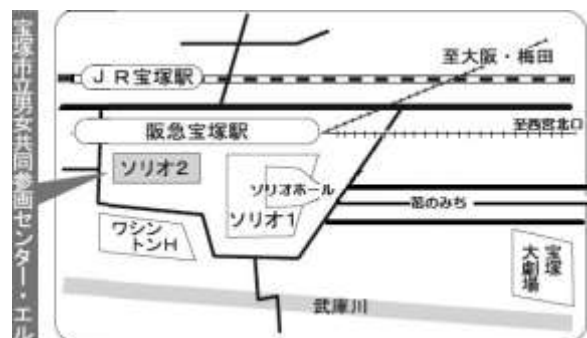 宝塚市立男女共同参画センター・エル
JR宝塚駅
至大阪・梅田
阪急宝塚駅
至西宮北口
ソリオ2
ソリオホール
ソリオ1
花のみち
ワシン
トンH
宝塚
大劇場
武庫川